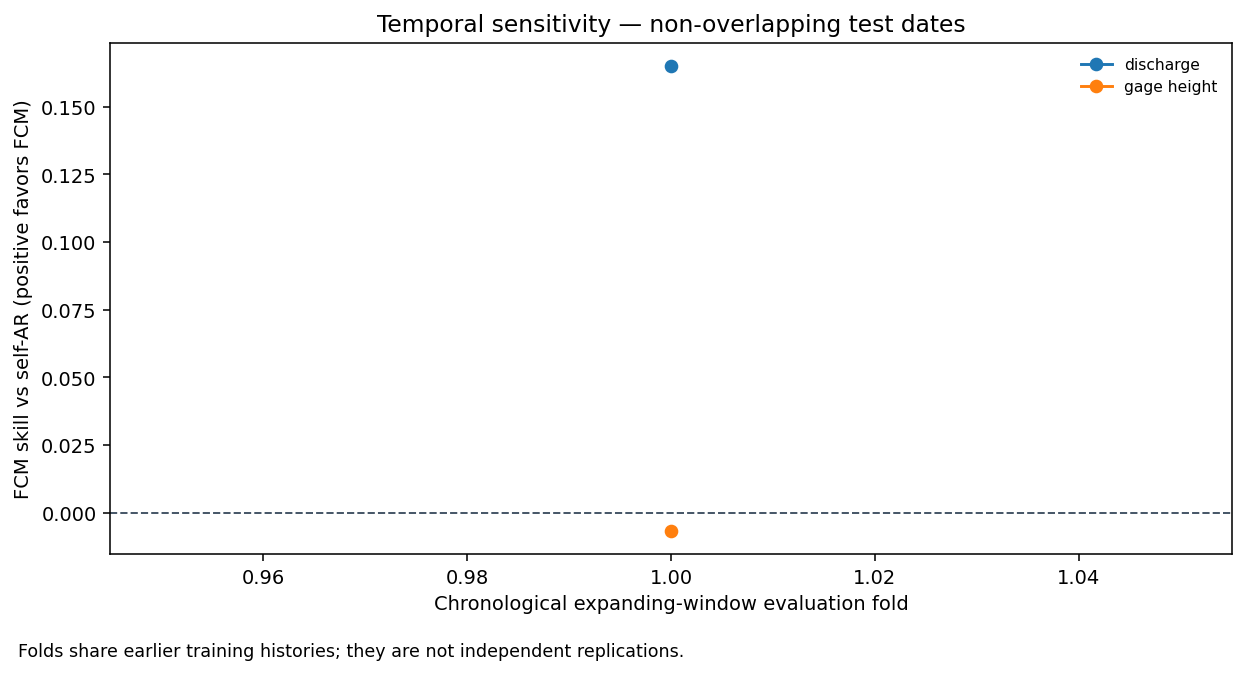 Temporal sensitivity — non-overlapping test dates
discharge
gage height
FCM skill vs self-AR (positive favors FCM)
0.150
0.125
0.100
0.075
0.050
0.025
0.000
0.96 0.98 1.00 1.02 1.04
Chronological expanding-window evaluation fold
Folds share earlier training histories; they are not independent replications.